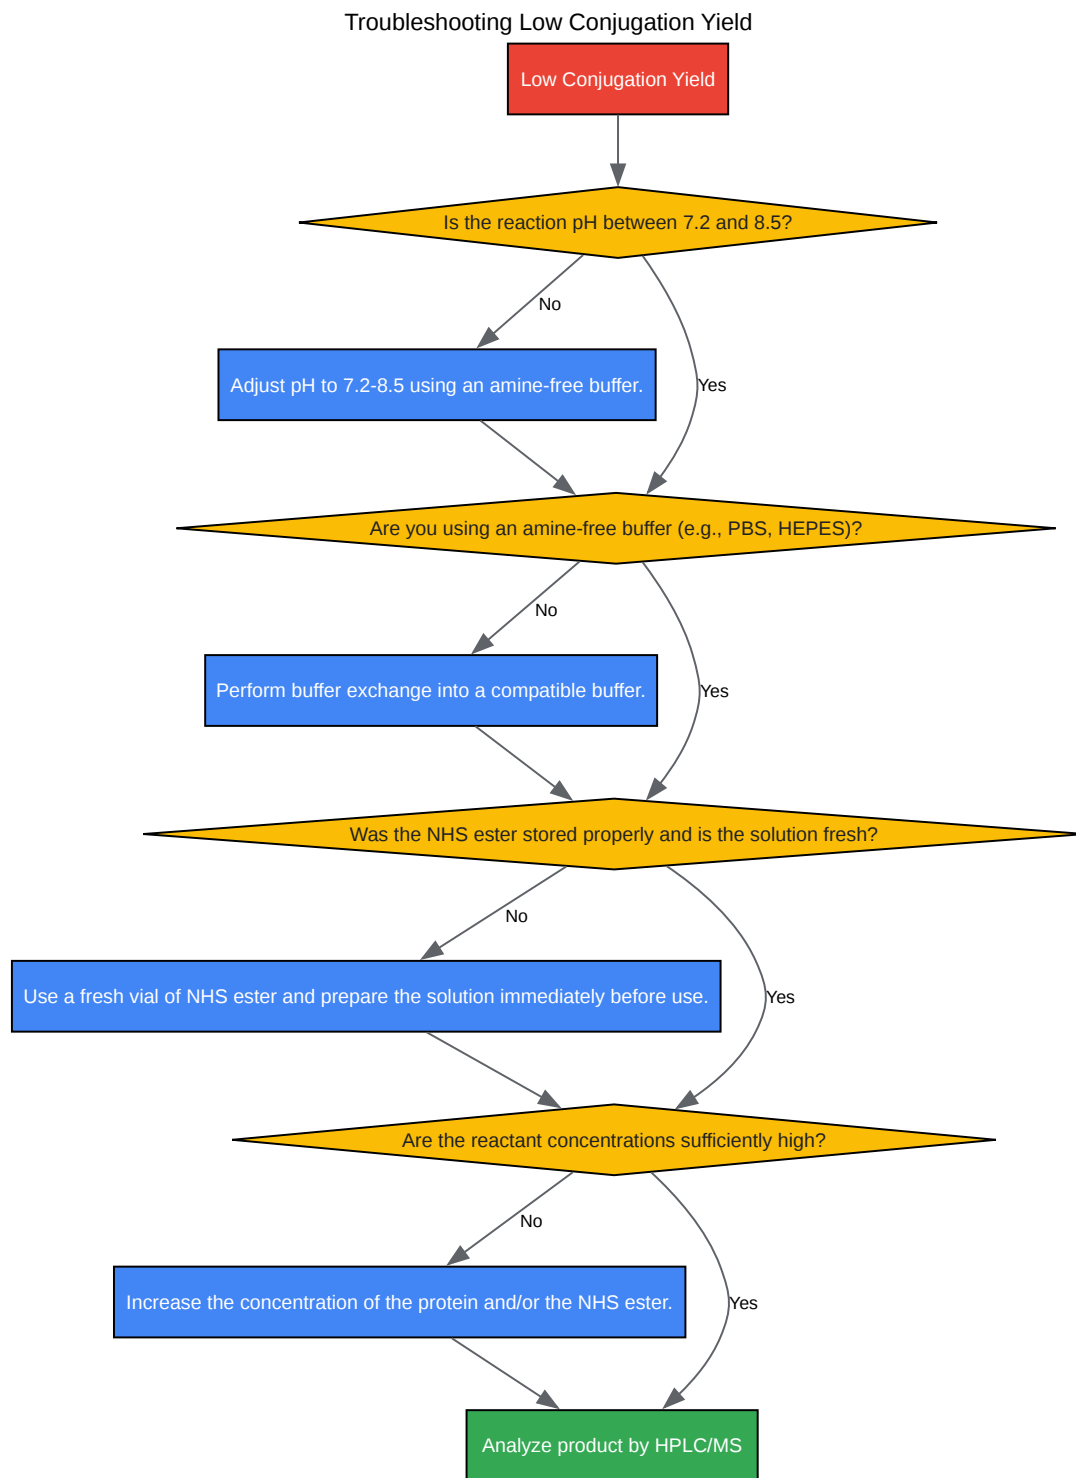 Troubleshooting Low Conjugation Yield
Low Conjugation Yield
Is the reaction pH between 7.2 and 8.5?
No
Adjust pH to 7.2-8.5 using an amine-free buffer.
Yes
Are you using an amine-free buffer (e.g., PBS, HEPES)?
No
Perform buffer exchange into a compatible buffer.
Yes
Was the NHS ester stored properly and is the solution fresh?
No
Use a fresh vial of NHS ester and prepare the solution immediately before use.
Yes
Are the reactant concentrations sufficiently high?
No
Increase the concentration of the protein and/or the NHS ester.
Yes
Analyze product by HPLC/MS